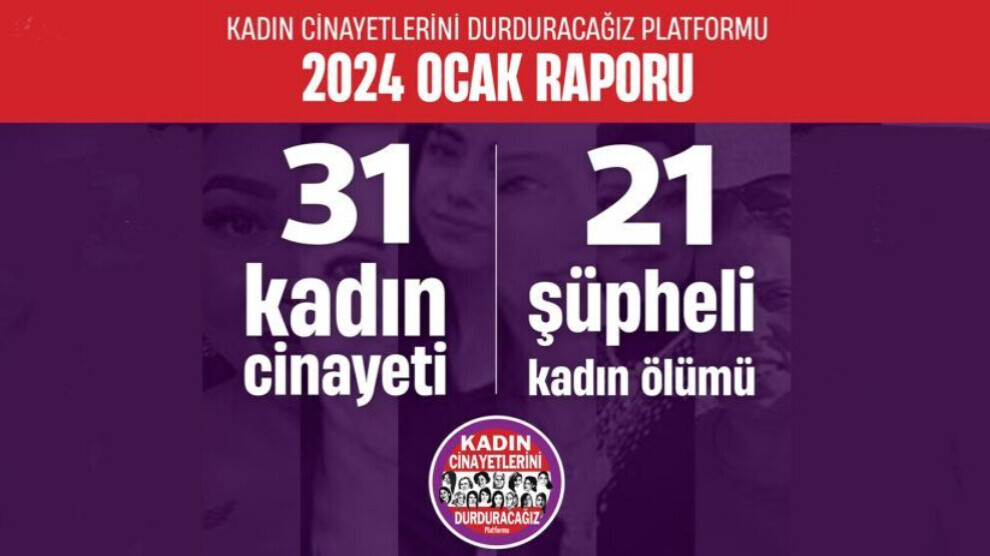 KADIN CİNAYETLERİNİ DURDURACAĞIZ PLATFORMU
2024 OCAK RAPORU
31
kadın
cinayeti
21
şüpheli
kadın ölümü
KADIN
CİNAYETLERİNİ
DURDURACAĞIZ
Platformu